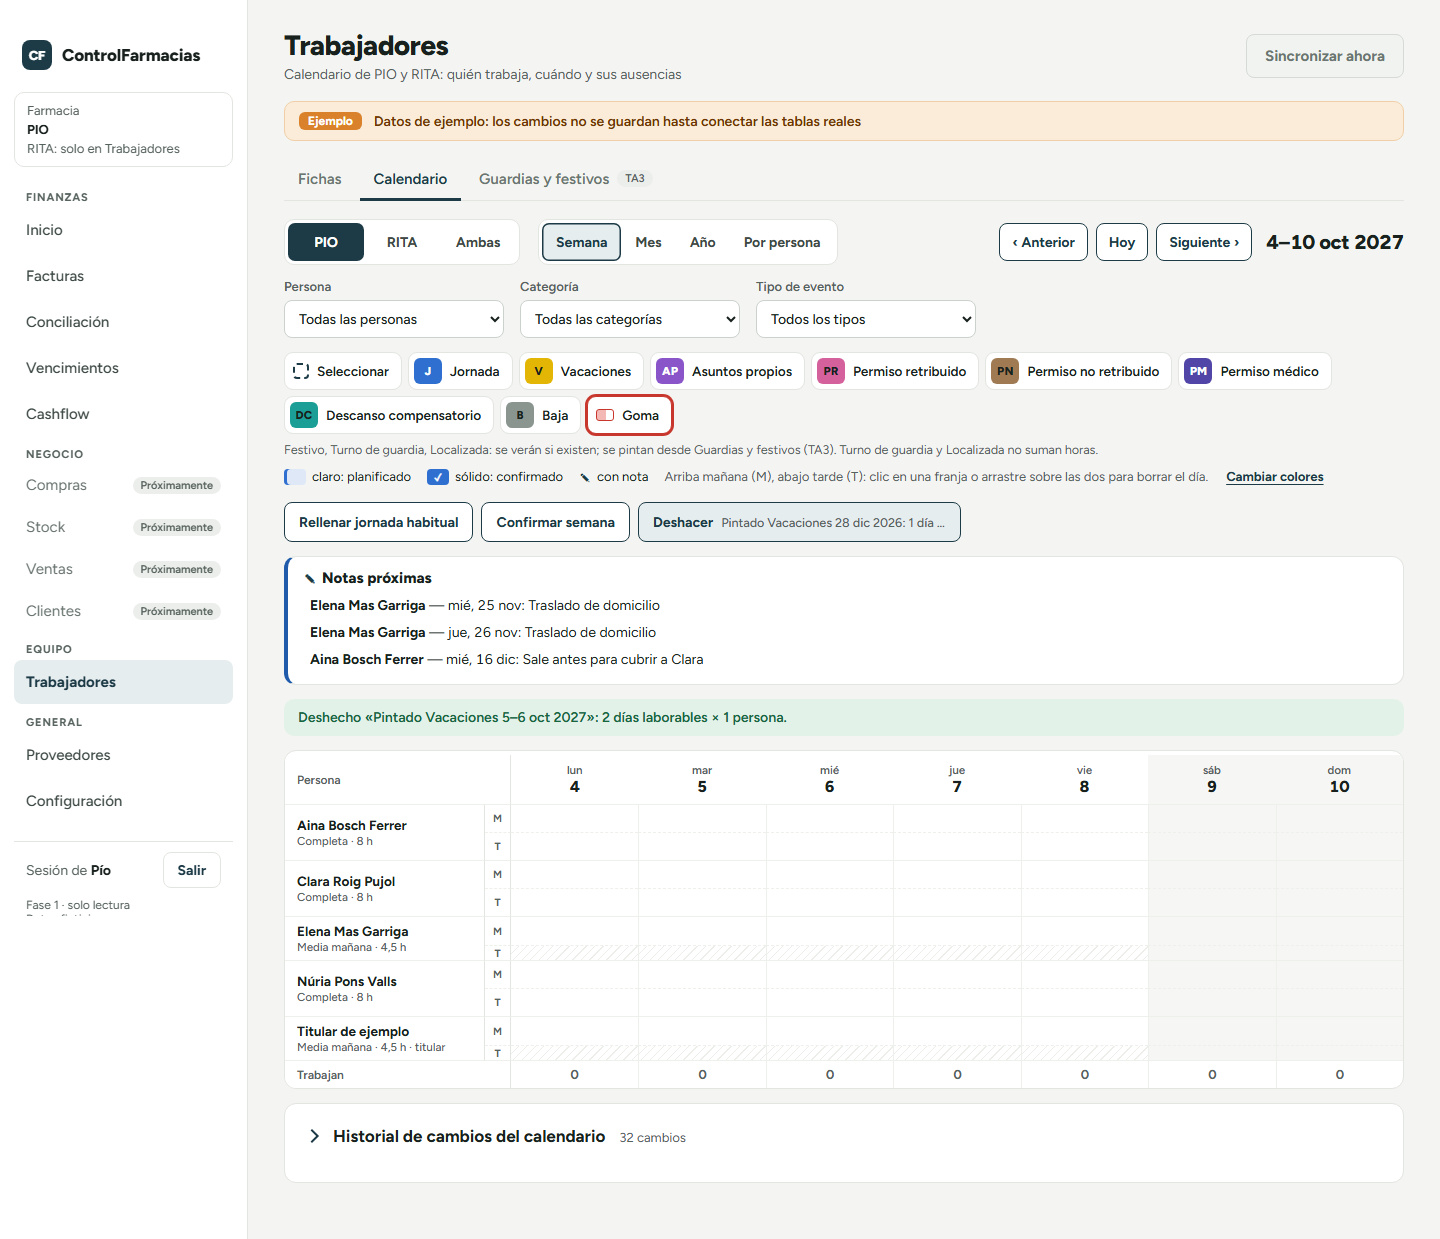 CF ControlFarmacias
Farmacia
PIO
RITA: solo en Trabajadores
FINANZAS
Inicio
Facturas
Conciliación
Vencimientos
Cashflow
NEGOCIO
Compras Próximamente
Stock Próximamente
Ventas Próximamente
Clientes Próximamente
EQUIPO
Trabajadores
GENERAL
Proveedores
Configuración
Sesión de Pío Salir
Fase 1 · solo lectura
Trabajadores
Calendario de PIO y RITA: quién trabaja, cuándo y sus ausencias
Sincronizar ahora
Ejemplo Datos de ejemplo: los cambios no se guardan hasta conectar las tablas reales
Fichas Calendario Guardias y festivos TA3
PIO RITA Ambas Semana Mes Año Por persona ‹ Anterior Hoy Siguiente › 4–10 oct 2027
Persona Categoría Tipo de evento
Todas las personas Todas las categorías Todos los tipos
Seleccionar J Jornada V Vacaciones AP Asuntos propios PR Permiso retribuido PN Permiso no retribuido PM Permiso médico
DC Descanso compensatorio B Baja Goma
Festivo, Turno de guardia, Localizada: se verán si existen; se pintan desde Guardias y festivos (TA3). Turno de guardia y Localizada no suman horas.
claro: planificado ✓ sólido: confirmado con nota Arriba mañana (M), abajo tarde (T): clic en una franja o arrastre sobre las dos para borrar el día. Cambiar colores
Rellenar jornada habitual Confirmar semana Deshacer Pintado Vacaciones 28 dic 2026: 1 día ...
Notas próximas
Elena Mas Garriga — mié, 25 nov: Traslado de domicilio
Elena Mas Garriga — jue, 26 nov: Traslado de domicilio
Aina Bosch Ferrer — mié, 16 dic: Sale antes para cubrir a Clara
Deshecho «Pintado Vacaciones 5–6 oct 2027»: 2 días laborables × 1 persona.
Persona lun 4 mar 5 mié 6 jue 7 vie 8 sáb 9 dom 10
Aina Bosch Ferrer M
Completa · 8 h T
Clara Roig Pujol M
Completa · 8 h T
Elena Mas Garriga M
Media mañana · 4,5 h T
Núria Pons Valls M
Completa · 8 h T
Titular de ejemplo M
Media mañana · 4,5 h · titular T
Trabajan 0 0 0 0 0 0 0
Historial de cambios del calendario 32 cambios